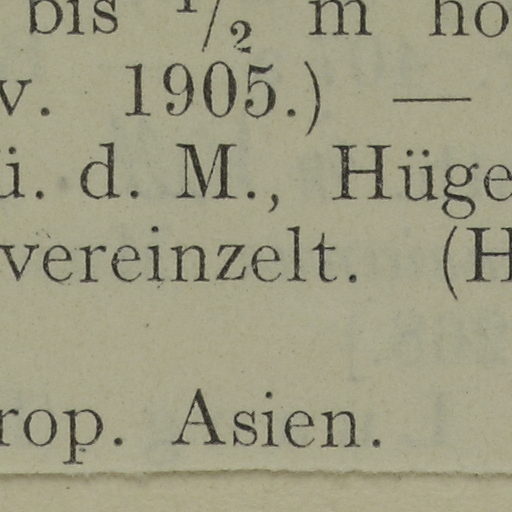 bis 1/2 m ho
v. 1905.) —
ü. d. M., Hüge
vereinzelt. (H
rop. Asien.